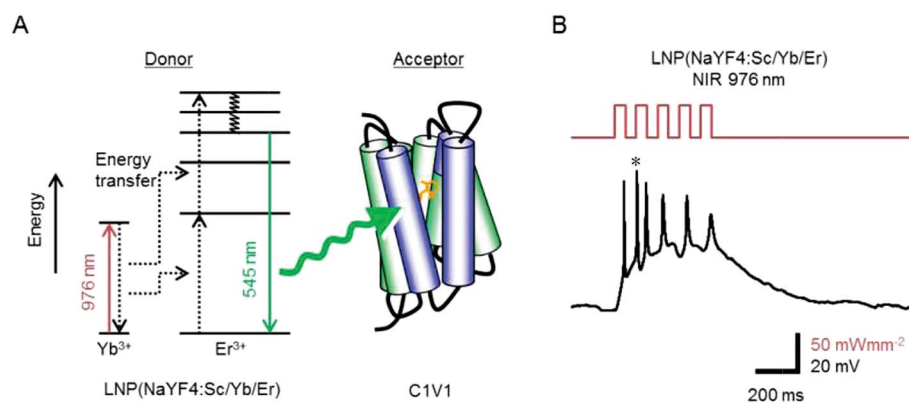 A
Donor
Acceptor
Energy
transfer
Energy
976 nm
545 nm
Yb³⁺
Er³⁺
LNP(NaYF4:Sc/Yb/Er)
C1V1
B
LNP(NaYF4:Sc/Yb/Er)
NIR 976 nm
*
50 mWmm⁻²
20 mV
200 ms